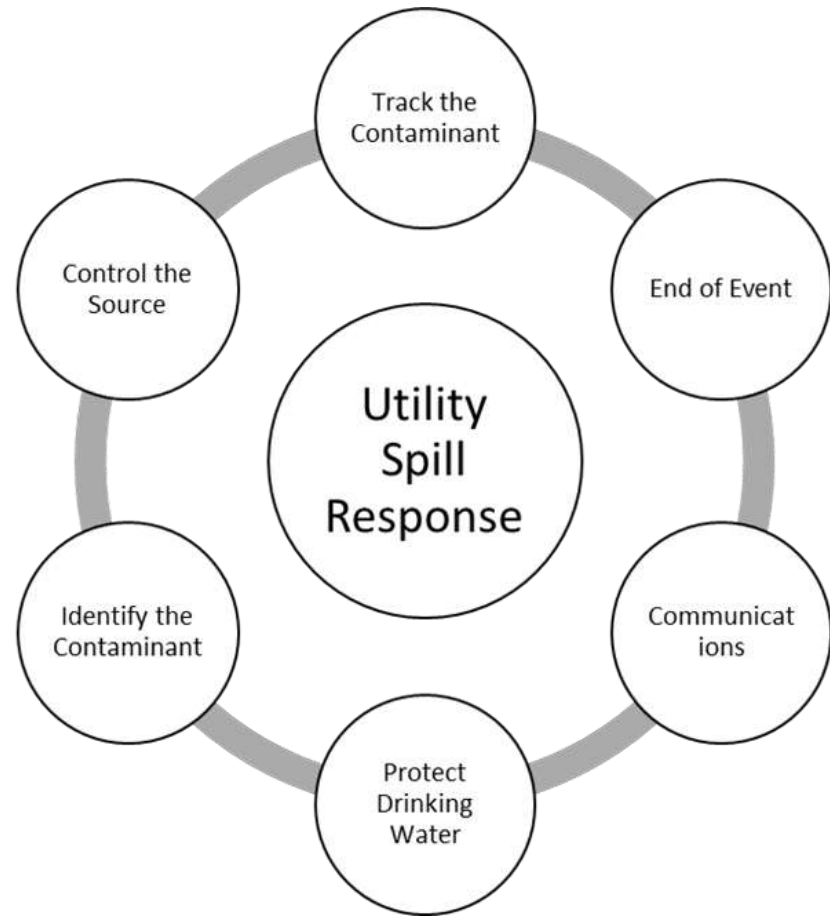 Track the
Contaminant
Control the
Source
End of Event
Utility
Spill
Response
Identify the
Contaminant
Communicat
ions
Protect
Drinking
Water